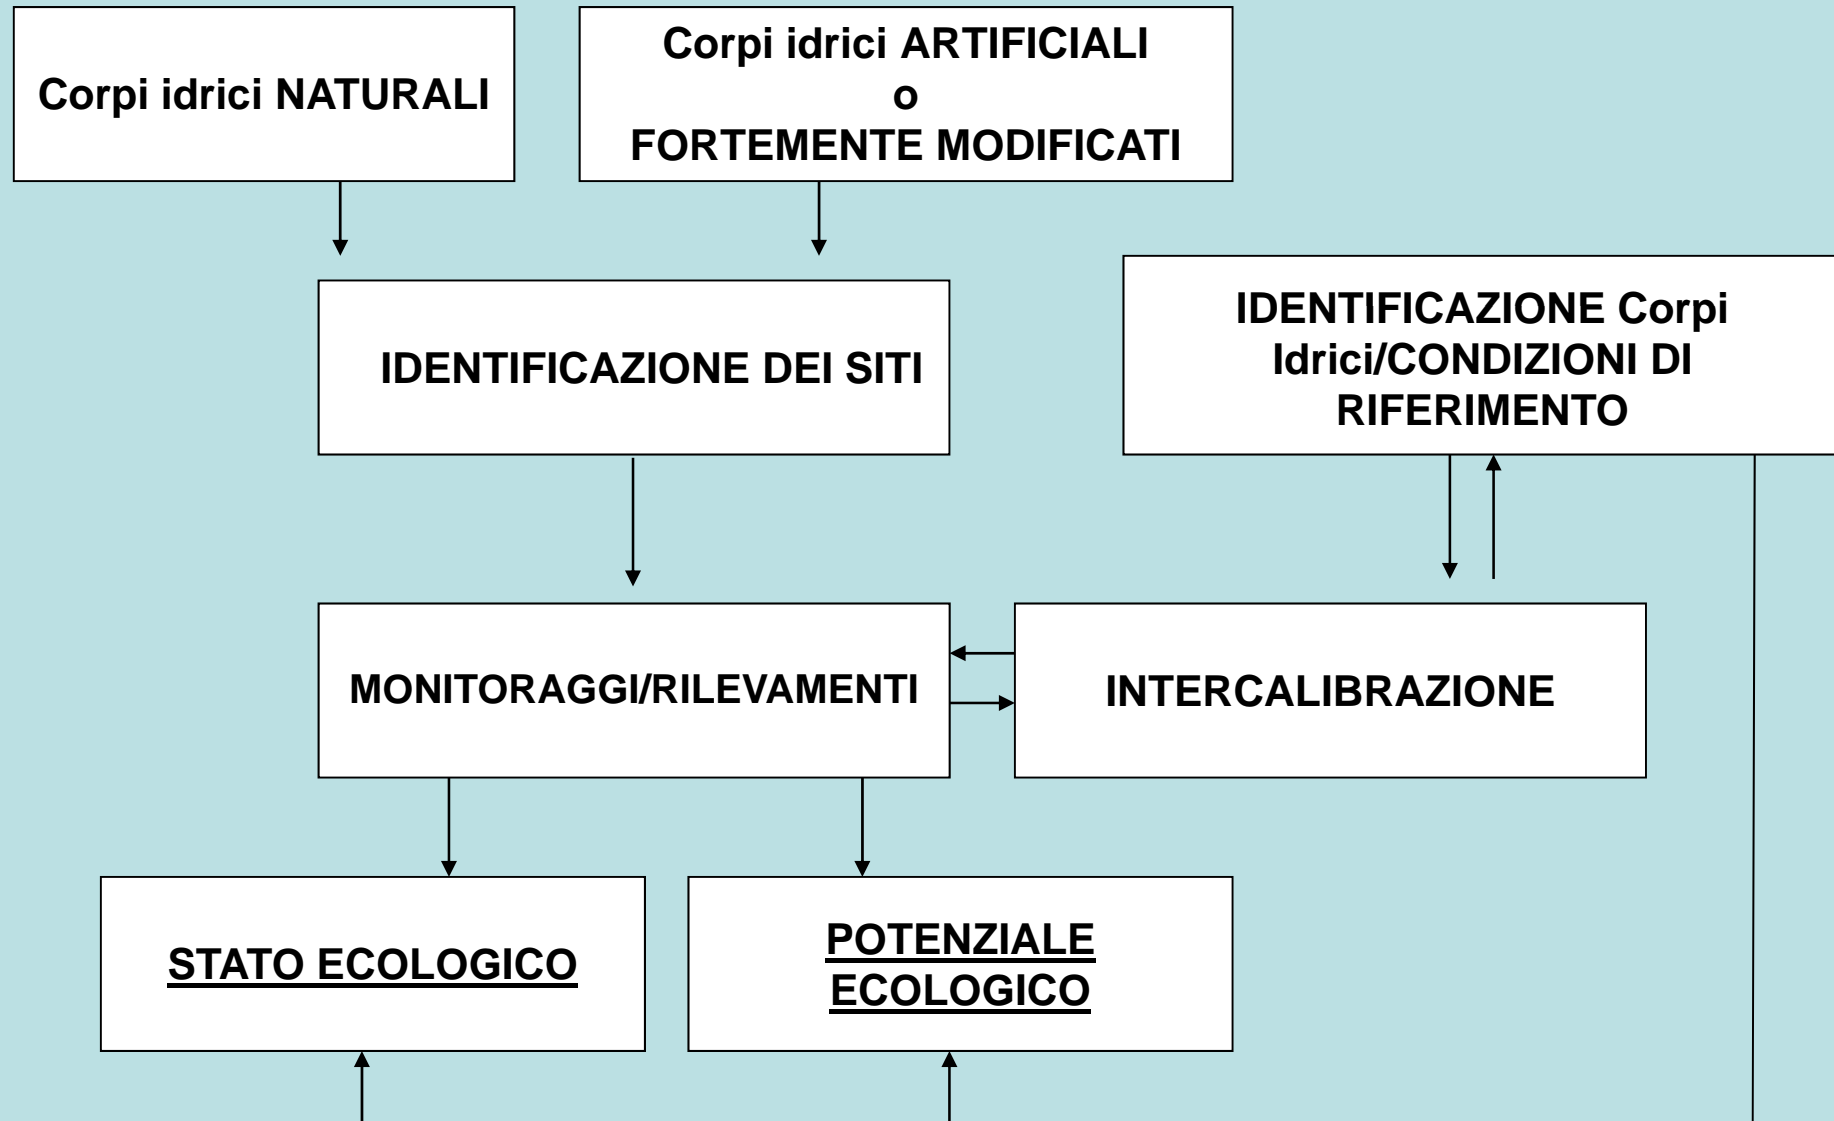 Corpi idrici NATURALI
Corpi idrici ARTIFICIALI
o
FORTEMENTE MODIFICATI
IDENTIFICAZIONE DEI SITI
IDENTIFICAZIONE Corpi
Idrici/CONDIZIONI DI
RIFERIMENTO
MONITORAGGI/RILEVAMENTI
INTERCALIBRAZIONE
STATO ECOLOGICO
POTENZIALE
ECOLOGICO